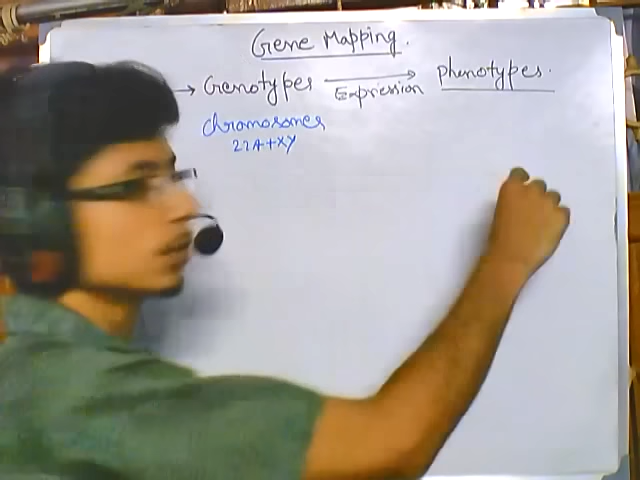 Gene Mapping.
→ Genotypes → phenotypes.
Expression
chromosomes
22A+XY